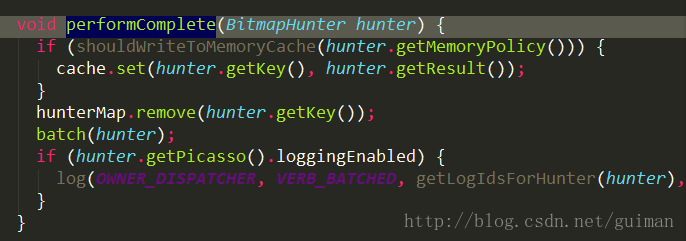 void performComplete(BitmapHunter hunter) {
if (shouldWriteToMemoryCache(hunter.getMemoryPolicy())) {
cache.set(hunter.getKey(), hunter.getResult());
}
hunterMap.remove(hunter.getKey());
batch(hunter);
if (hunter.getPicasso().loggingEnabled) {
log(OWNER_DISPATCHER, VERB_BATCHED, getLogIdsForHunter(hunter),
}
}
http://blog.csdn.net/guiman